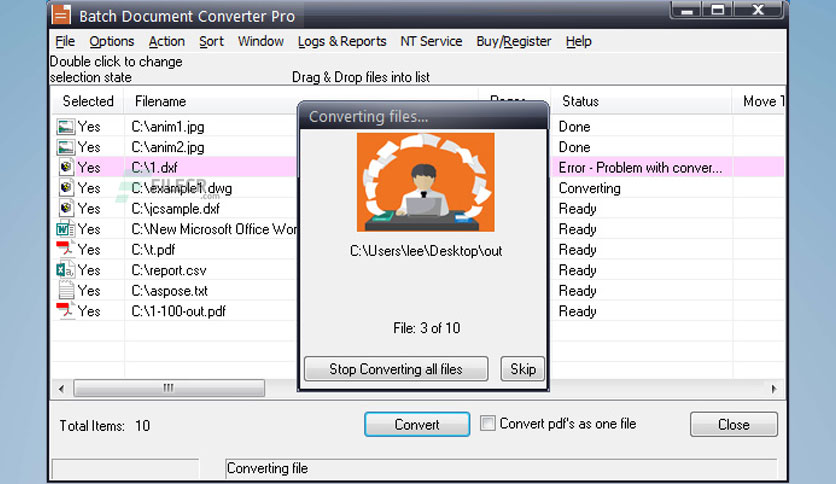 Batch Document Converter Pro
File Options Action Sort Window Logs & Reports NT Service Buy/Register Help
Double click to change
selection state Drag & Drop files into list
Selected Filename Status Move T
Converting files...
Yes C:\anim1.jpg Done
Yes C:\anim2.jpg Done
Yes C:\1.dxf Error - Problem with conver...
Yes C:\example1.dwg Converting
FILECR
.com
Yes C:\jcsample.dxf Ready
Yes C:\New Microsoft Office Wor Ready
Yes C:\t.pdf Ready
Yes C:\report.csv Ready
Yes C:\aspose.txt Ready
Yes C:\1-100-out.pdf Ready
C:\Users\lee\Desktop\out
File: 3 of 10
Stop Converting all files Skip
Total Items: 10 Convert Convert pdf's as one file Close
Converting file